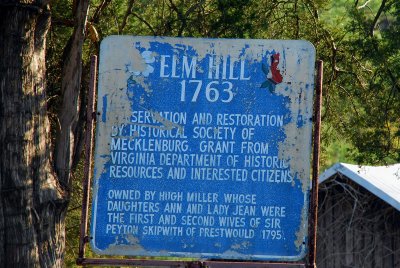 ELM HILL
1763
SERVATION AND RESTORATION
BY HISTORICAL SOCIETY OF
MECKLENBURG. GRANT FROM
VIRGINIA DEPARTMENT OF HISTORIC
RESOURCES AND INTERESTED CITIZENS.
OWNED BY HUGH MILLER WHOSE
DAUGHTERS ANN AND LADY JEAN WERE
THE FIRST AND SECOND WIVES OF SIR
PEYTON SKIPWITH OF PRESTWOULD 1795.